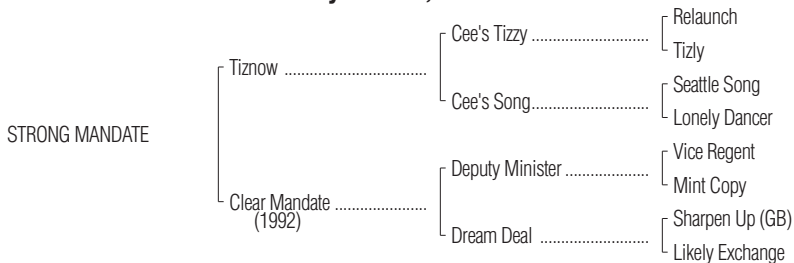 Relaunch
Cee's Tizzy ..............................
Tizly
Tiznow ....................................
Seattle Song
Cee's Song..............................
Lonely Dancer
STRONG MANDATE
Vice Regent
Deputy Minister .....................
Mint Copy
Clear Mandate .......................
(1992)
Sharpen Up (GB)
Dream Deal ............................
Likely Exchange